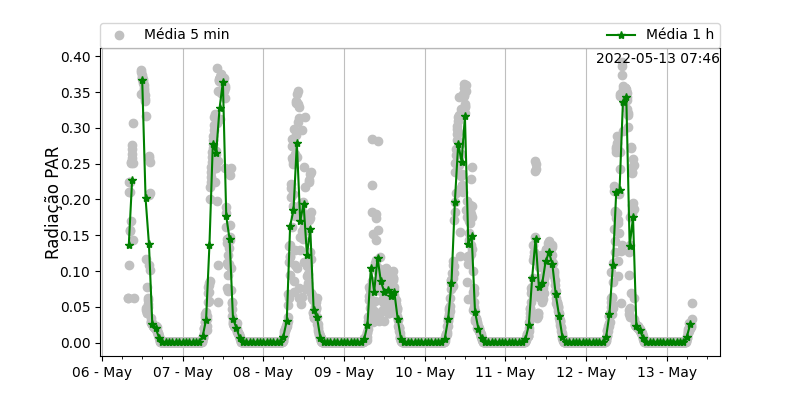 Média 5 min
Média 1 h
2022-05-13 07:46
Radiação PAR
0.40
0.35
0.30
0.25
0.20
0.15
0.10
0.05
0.00
06 - May
07 - May
08 - May
09 - May
10 - May
11 - May
12 - May
13 - May